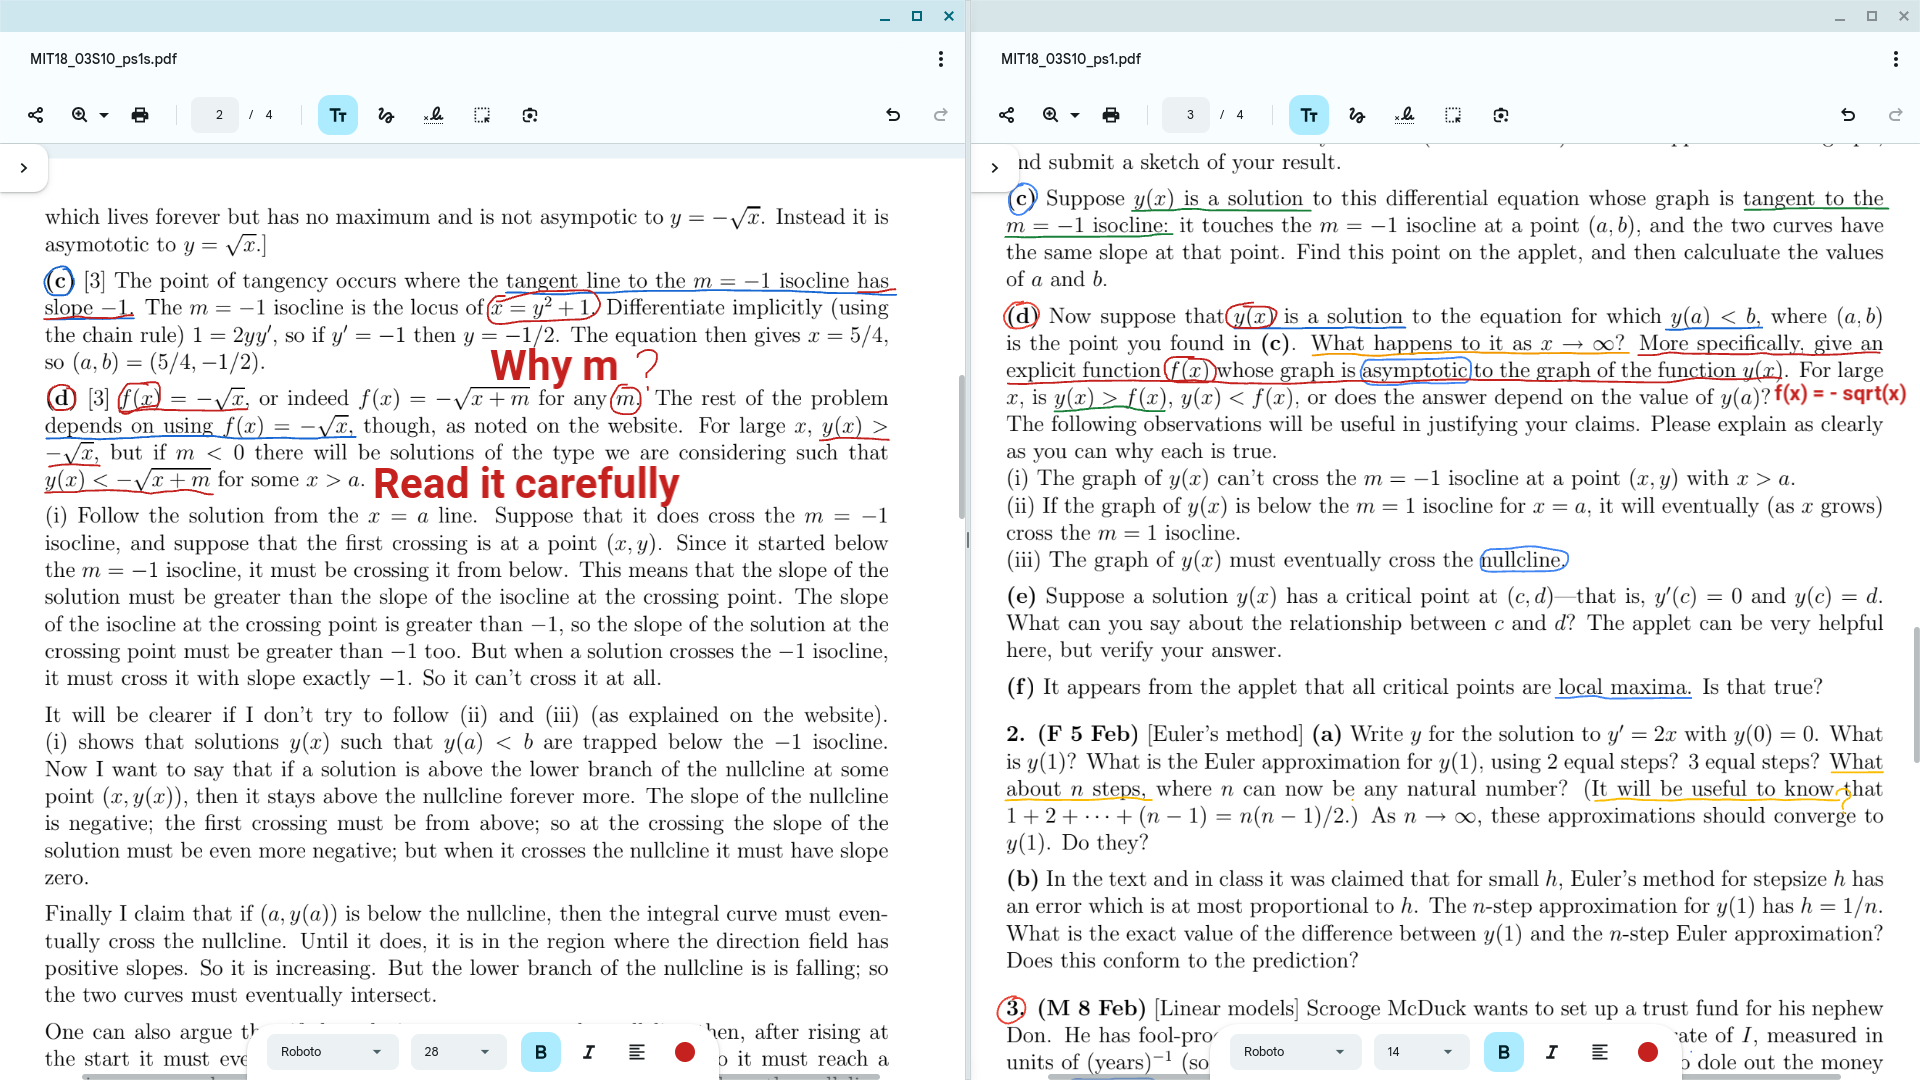 MIT18_03S10_ps1s.pdf
2 / 4
which lives forever but has no maximum and is not asympotic to y = −√x. Instead it is
asymototic to y = √x.]
(c) [3] The point of tangency occurs where the tangent line to the m = −1 isocline has
slope −1. The m = −1 isocline is the locus of x = y² + 1. Differentiate implicitly (using
the chain rule) 1 = 2yy′, so if y′ = −1 then y = −1/2. The equation then gives x = 5/4,
so (a, b) = (5/4, −1/2).
Why m ?
(d) [3] f(x) = −√x, or indeed f(x) = −√x + m for any m. The rest of the problem
depends on using f(x) = −√x, though, as noted on the website. For large x, y(x) >
−√x, but if m < 0 there will be solutions of the type we are considering such that
y(x) < −√x + m for some x > a.
Read it carefully
(i) Follow the solution from the x = a line. Suppose that it does cross the m = −1
isocline, and suppose that the first crossing is at a point (x, y). Since it started below
the m = −1 isocline, it must be crossing it from below. This means that the slope of the
solution must be greater than the slope of the isocline at the crossing point. The slope
of the isocline at the crossing point is greater than −1, so the slope of the solution at the
crossing point must be greater than −1 too. But when a solution crosses the −1 isocline,
it must cross it with slope exactly −1. So it can't cross it at all.
It will be clearer if I don't try to follow (ii) and (iii) (as explained on the website).
(i) shows that solutions y(x) such that y(a) < b are trapped below the −1 isocline.
Now I want to say that if a solution is above the lower branch of the nullcline at some
point (x, y(x)), then it stays above the nullcline forever more. The slope of the nullcline
is negative; the first crossing must be from above; so at the crossing the slope of the
solution must be even more negative; but when it crosses the nullcline it must have slope
zero.
Finally I claim that if (a, y(a)) is below the nullcline, then the integral curve must even-
tually cross the nullcline. Until it does, it is in the region where the direction field has
positive slopes. So it is increasing. But the lower branch of the nullcline is is falling; so
the two curves must eventually intersect.
One can also argue th
hen, after rising at
the start it must eve
o it must reach a
Roboto 28 B I
MIT18_03S10_ps1.pdf
3 / 4
nd submit a sketch of your result.
(c) Suppose y(x) is a solution to this differential equation whose graph is tangent to the
m = −1 isocline: it touches the m = −1 isocline at a point (a, b), and the two curves have
the same slope at that point. Find this point on the applet, and then calculate the values
of a and b.
(d) Now suppose that y(x) is a solution to the equation for which y(a) < b, where (a, b)
is the point you found in (c). What happens to it as x → ∞? More specifically, give an
explicit function f(x) whose graph is asymptotic to the graph of the function y(x). For large
x, is y(x) > f(x), y(x) < f(x), or does the answer depend on the value of y(a)? f(x) = - sqrt(x)
The following observations will be useful in justifying your claims. Please explain as clearly
as you can why each is true.
(i) The graph of y(x) can't cross the m = −1 isocline at a point (x, y) with x > a.
(ii) If the graph of y(x) is below the m = 1 isocline for x = a, it will eventually (as x grows)
cross the m = 1 isocline.
(iii) The graph of y(x) must eventually cross the nullcline.
(e) Suppose a solution y(x) has a critical point at (c, d)—that is, y′(c) = 0 and y(c) = d.
What can you say about the relationship between c and d? The applet can be very helpful
here, but verify your answer.
(f) It appears from the applet that all critical points are local maxima. Is that true?
2. (F 5 Feb) [Euler's method] (a) Write y for the solution to y′ = 2x with y(0) = 0. What
is y(1)? What is the Euler approximation for y(1), using 2 equal steps? 3 equal steps? What
about n steps, where n can now be any natural number? (It will be useful to know that
1 + 2 + ··· + (n − 1) = n(n − 1)/2.) As n → ∞, these approximations should converge to
y(1). Do they?
(b) In the text and in class it was claimed that for small h, Euler's method for stepsize h has
an error which is at most proportional to h. The n-step approximation for y(1) has h = 1/n.
What is the exact value of the difference between y(1) and the n-step Euler approximation?
Does this conform to the prediction?
3. (M 8 Feb) [Linear models] Scrooge McDuck wants to set up a trust fund for his nephew
Don. He has fool-pro
ate of I, measured in
units of (years)⁻¹ (so
dole out the money
Roboto 14 B I